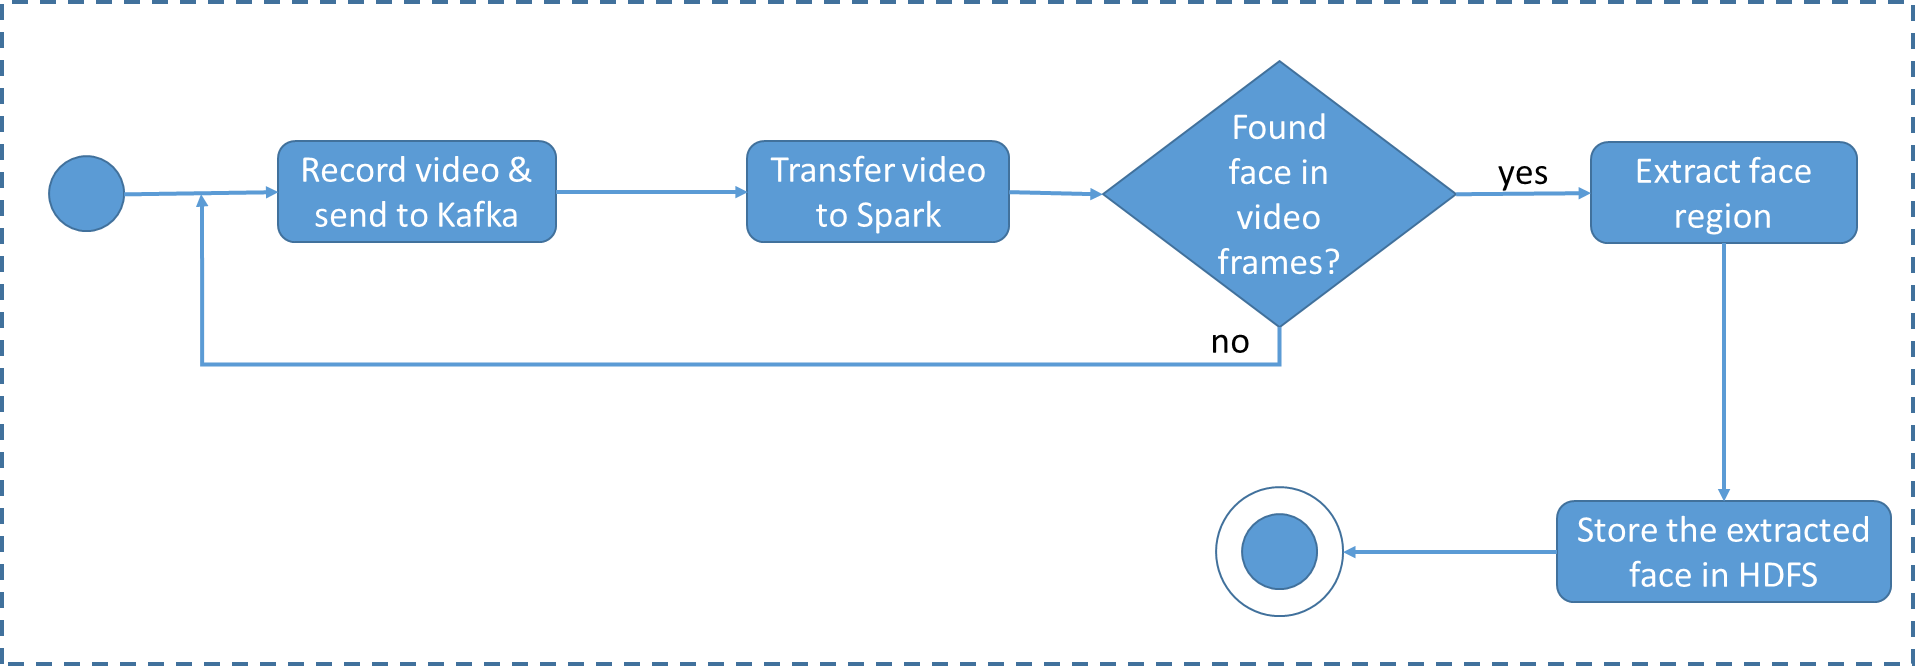 Record video &
send to Kafka
Transfer video
to Spark
Found
face in
video
frames?
yes
Extract face
region
no
Store the extracted
face in HDFS